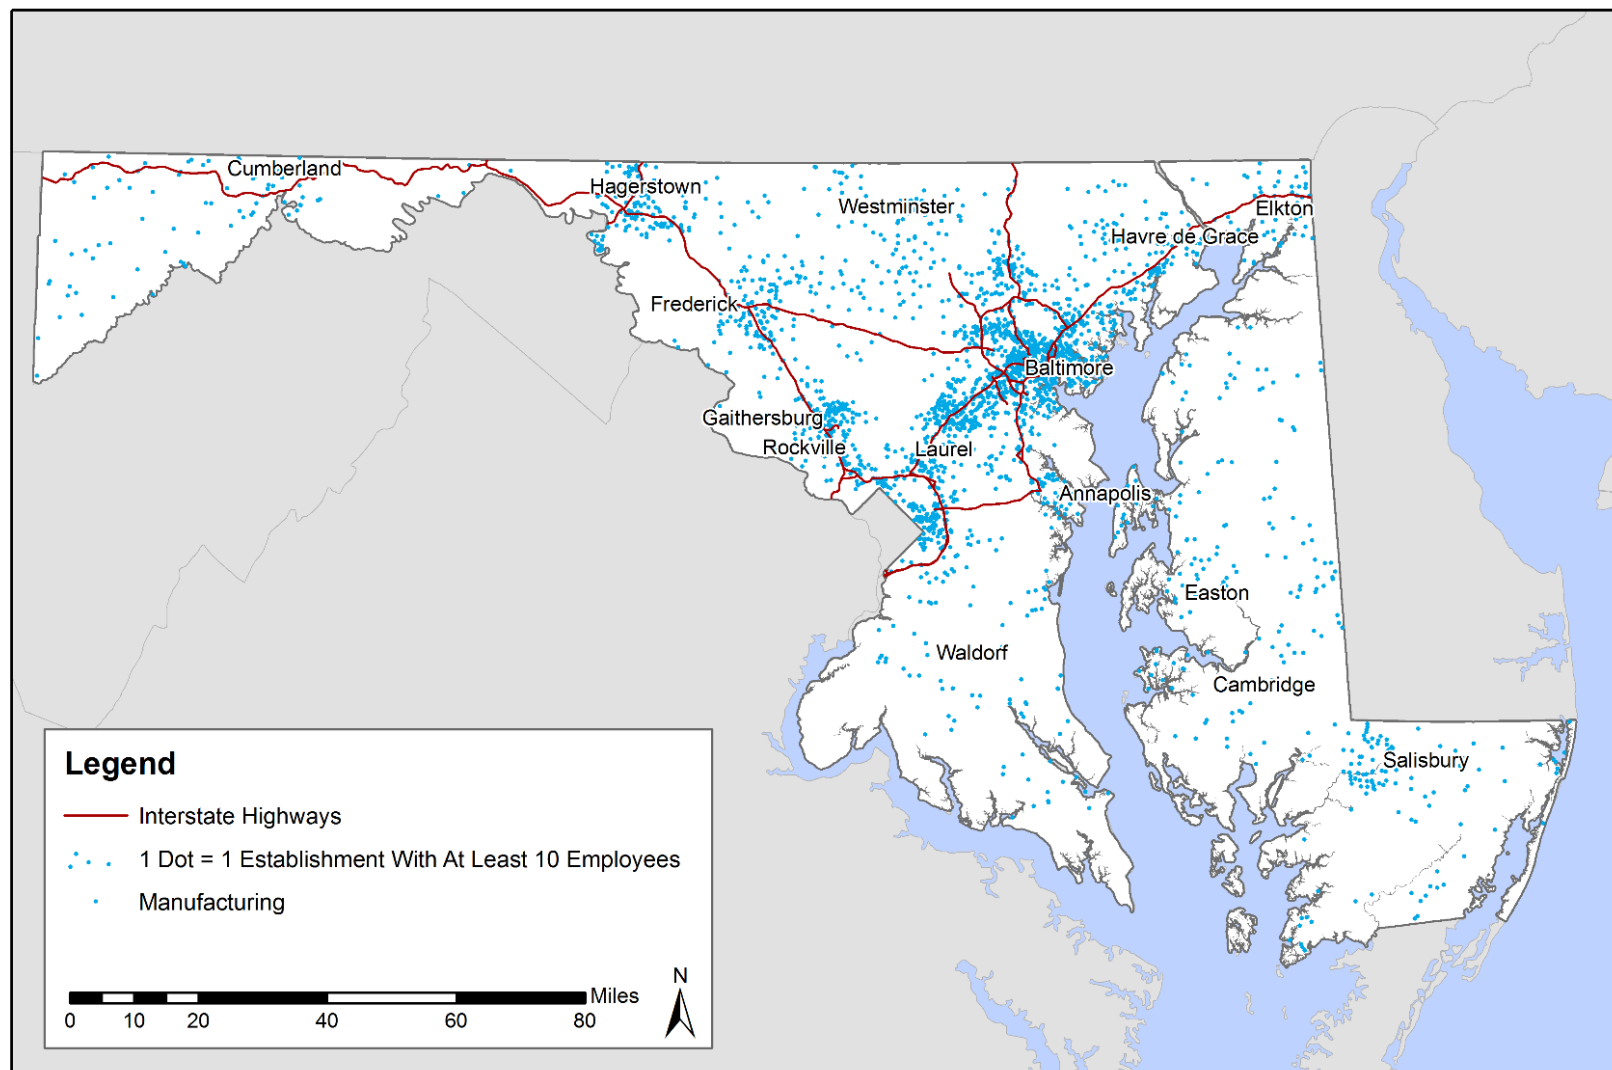 Cumberland
Hagerstown
Westminster
Elkton
Havre de Grace
Frederick
Baltimore
Gaithersburg
Rockville
Laurel
Annapolis
Easton
Waldorf
Cambridge
Salisbury
Legend
Interstate Highways
1 Dot = 1 Establishment With At Least 10 Employees
Manufacturing
N
Miles
0 10 20 40 60 80